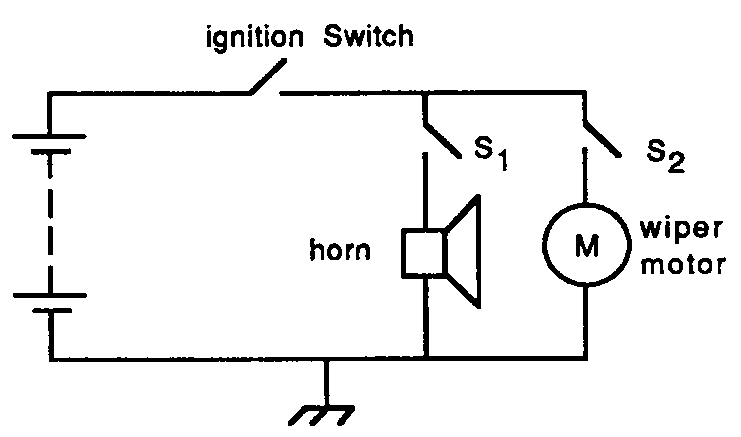 ignition Switch
S1
S2
horn
M
wiper
motor